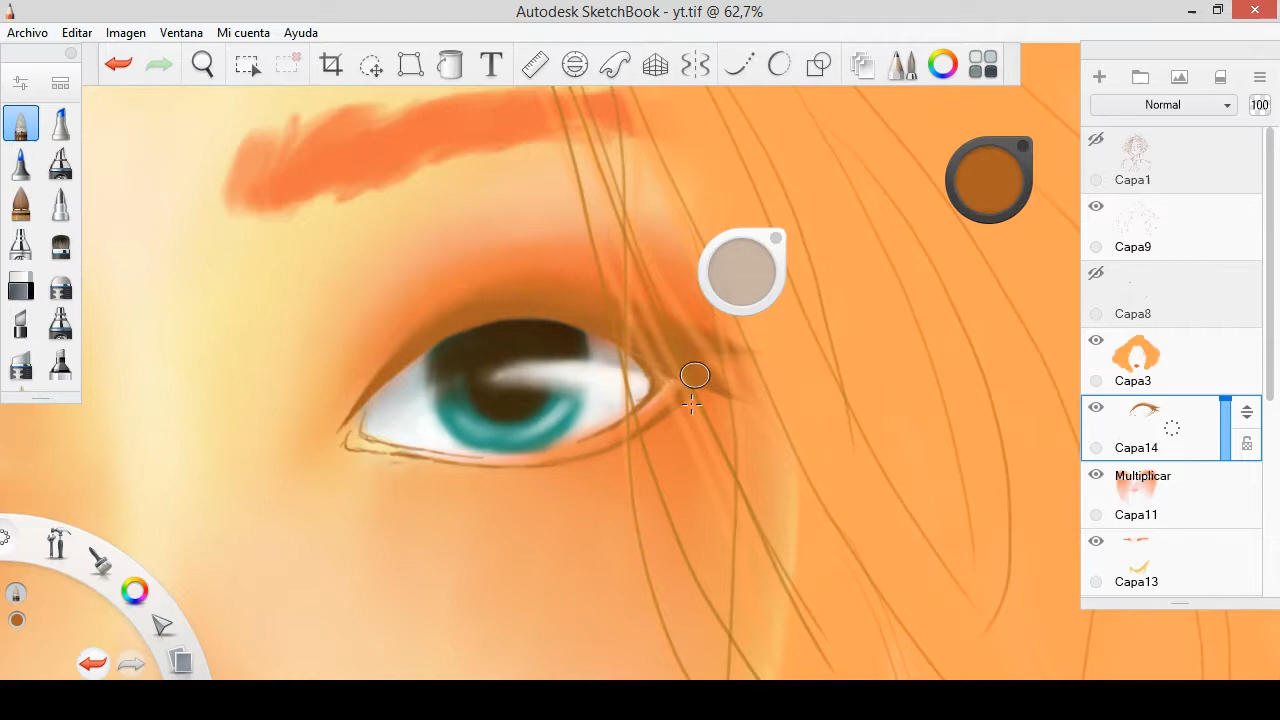 Autodesk SketchBook - yt.tif @ 62,7%
Archivo Editar Imagen Ventana Mi cuenta Ayuda
T
Normal 100
Capa1
Capa9
Capa8
Capa3
Capa14
Multiplicar
Capa11
Capa13